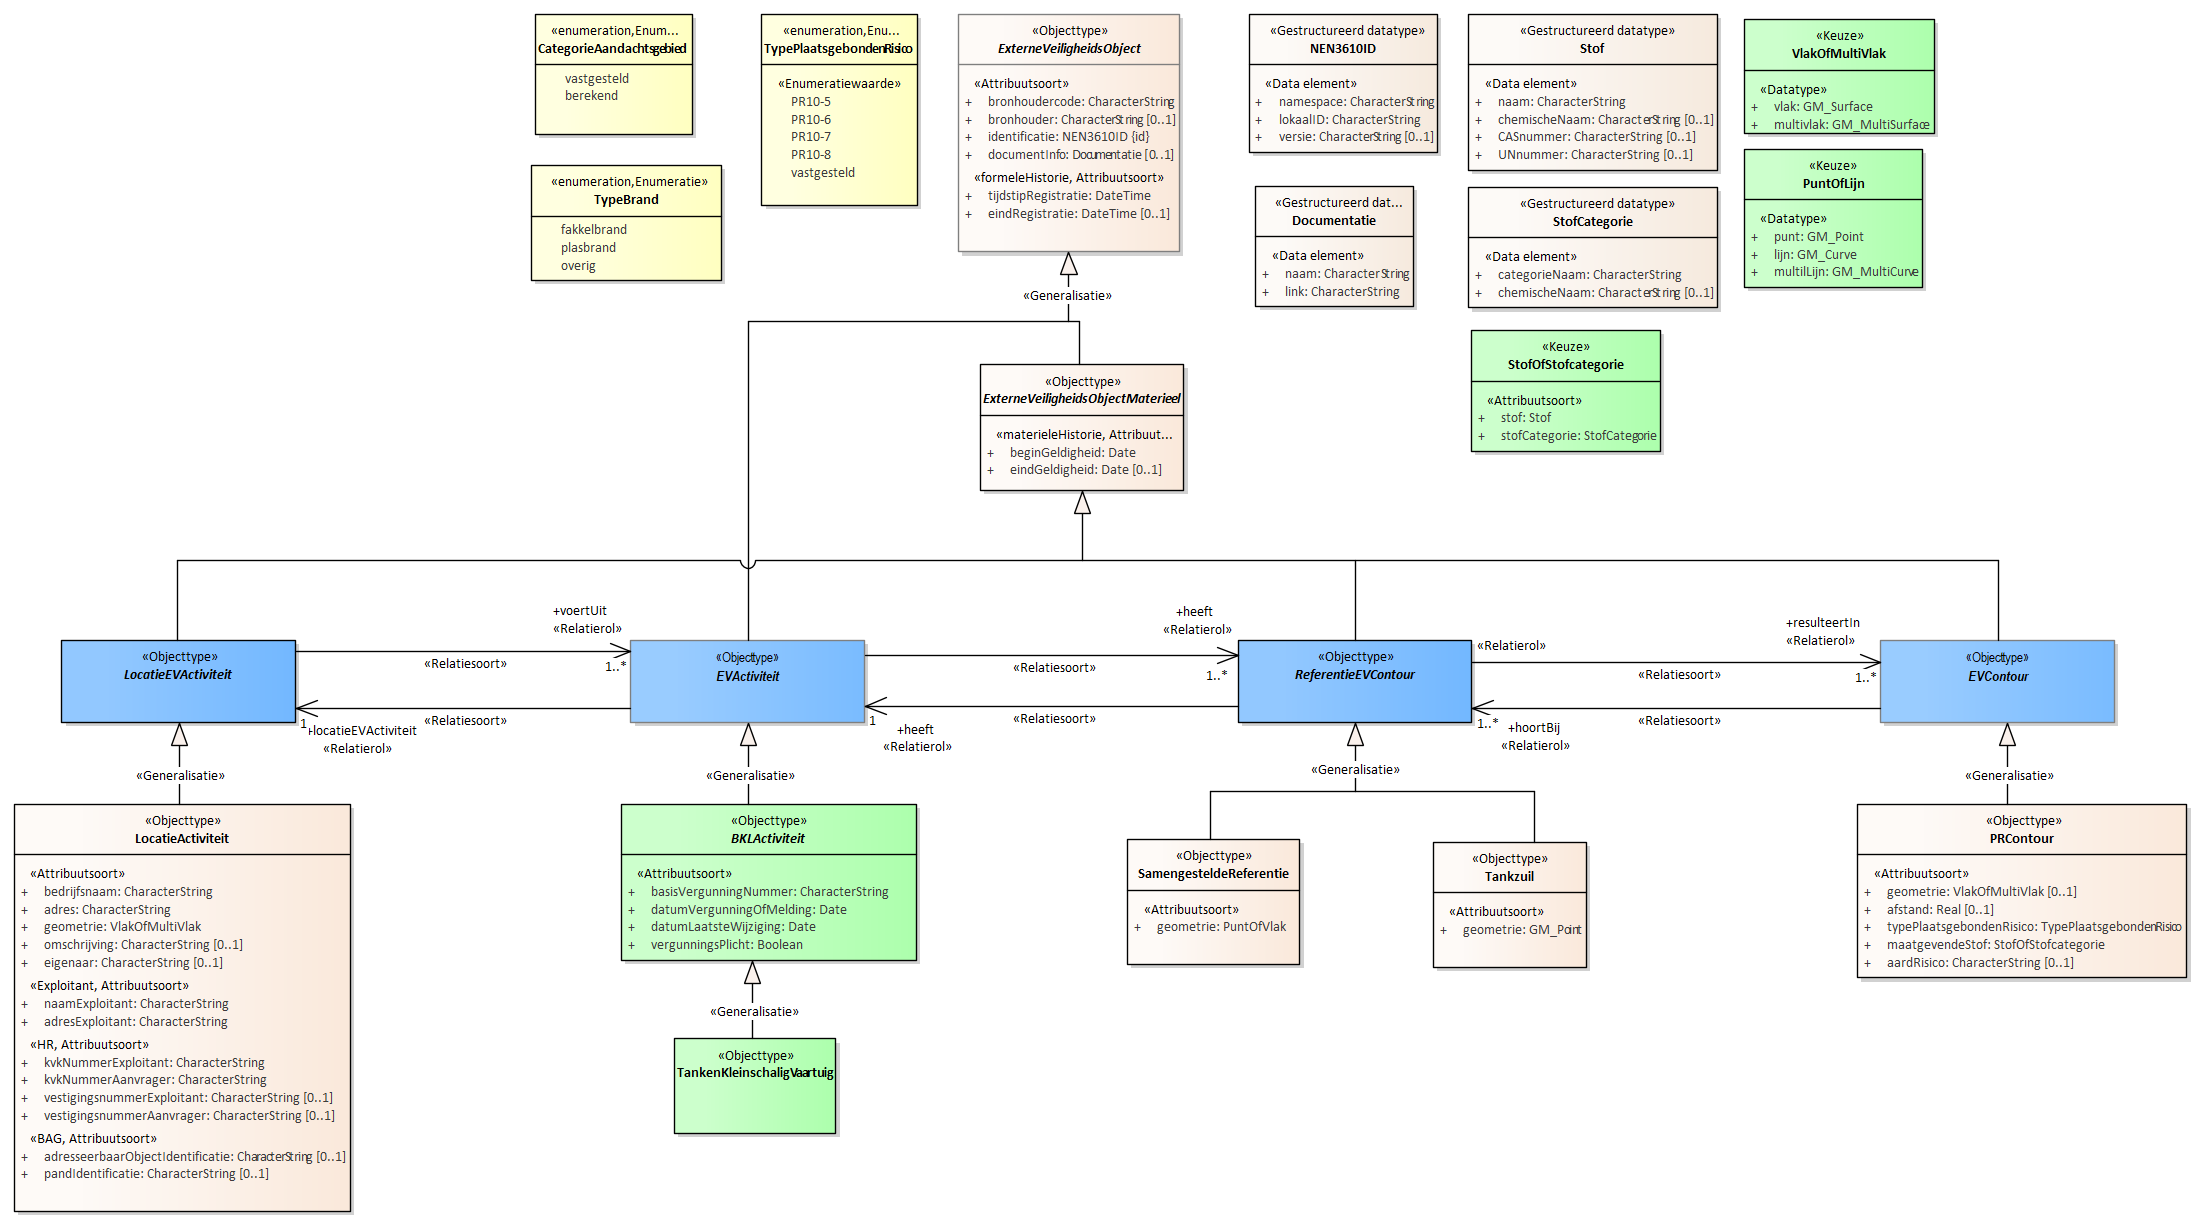 «enumeration,Enum...
CategorieAandachtsgebied
vastgesteld
berekend
«enumeration,Enumeratie»
TypeBrand
fakkelbrand
plasbrand
overig
«enumeration,Enu...
TypePlaatsgebondenRisico
«Enumeratiewaarde»
PR10-5
PR10-6
PR10-7
PR10-8
vastgesteld
«Objecttype»
ExterneVeiligheidsObject
«Attribuutsoort»
+ bronhoudercode: CharacterString
+ bronhouder: CharacterString [0..1]
+ identificatie: NEN3610ID {id}
+ documentInfo: Documentatie [0..1]
«formeleHistorie, Attribuutsoort»
+ tijdstipRegistratie: DateTime
+ eindRegistratie: DateTime [0..1]
«Gestructureerd datatype»
NEN3610ID
«Data element»
+ namespace: CharacterString
+ lokaalID: CharacterString
+ versie: CharacterString [0..1]
«Gestructureerd dat...
Documentatie
«Data element»
+ naam: CharacterString
+ link: CharacterString
«Gestructureerd datatype»
Stof
«Data element»
+ naam: CharacterString
+ chemischeNaam: CharacterString [0..1]
+ CASnummer: CharacterString [0..1]
+ UNnummer: CharacterString [0..1]
«Gestructureerd datatype»
StofCategorie
«Data element»
+ categorieNaam: CharacterString
+ chemischeNaam: CharacterString [0..1]
«Keuze»
StofOfStofcategorie
«Attribuutsoort»
+ stof: Stof
+ stofCategorie: StofCategorie
«Keuze»
VlakOfMultiVlak
«Datatype»
+ vlak: GM_Surface
+ multivlak: GM_MultiSurface
«Keuze»
PuntOfLijn
«Datatype»
+ punt: GM_Point
+ lijn: GM_Curve
+ multilLijn: GM_MultiCurve
«Generalisatie»
«Objecttype»
ExterneVeiligheidsObjectMaterieel
«materieleHistorie, Attribuut...
+ beginGeldigheid: Date
+ eindGeldigheid: Date [0..1]
«Objecttype»
LocatieEVActiviteit
+voertUit
«Relatierol»
«Relatiesoort»
1..*
«Relatiesoort»
1
+locatieEVActiviteit
«Relatierol»
«Objecttype»
EVActiviteit
+heeft
«Relatierol»
«Relatiesoort»
1..*
«Relatiesoort»
1
+heeft
«Relatierol»
«Objecttype»
ReferentieEVContour
«Relatierol»
+resulteertIn
«Relatierol»
«Relatiesoort»
1..*
«Relatiesoort»
1..*
+hoortBij
«Relatierol»
«Objecttype»
EVContour
«Generalisatie»
«Generalisatie»
«Generalisatie»
«Generalisatie»
«Objecttype»
LocatieActiviteit
«Attribuutsoort»
+ bedrijfsnaam: CharacterString
+ adres: CharacterString
+ geometrie: VlakOfMultiVlak
+ omschrijving: CharacterString [0..1]
+ eigenaar: CharacterString [0..1]
«Exploitant, Attribuutsoort»
+ naamExploitant: CharacterString
+ adresExploitant: CharacterString
«HR, Attribuutsoort»
+ kvkNummerExploitant: CharacterString
+ kvkNummerAanvrager: CharacterString
+ vestigingsnummerExploitant: CharacterString [0..1]
+ vestigingsnummerAanvrager: CharacterString [0..1]
«BAG, Attribuutsoort»
+ adresseerbaarObjectIdentificatie: CharacterString [0..1]
+ pandIdentificatie: CharacterString [0..1]
«Objecttype»
BKLActiviteit
«Attribuutsoort»
+ basisVergunningNummer: CharacterString
+ datumVergunningOfMelding: Date
+ datumLaatsteWijziging: Date
+ vergunningsPlicht: Boolean
«Generalisatie»
«Objecttype»
TankenKleinschaligVaartuig
«Objecttype»
SamengesteldeReferentie
«Attribuutsoort»
+ geometrie: PuntOfVlak
«Objecttype»
Tankzuil
«Attribuutsoort»
+ geometrie: GM_Point
«Objecttype»
PRContour
«Attribuutsoort»
+ geometrie: VlakOfMultiVlak [0..1]
+ afstand: Real [0..1]
+ typePlaatsgebondenRisico: TypePlaatsgebondenRisico
+ maatgevendeStof: StofOfStofcategorie
+ aardRisico: CharacterString [0..1]